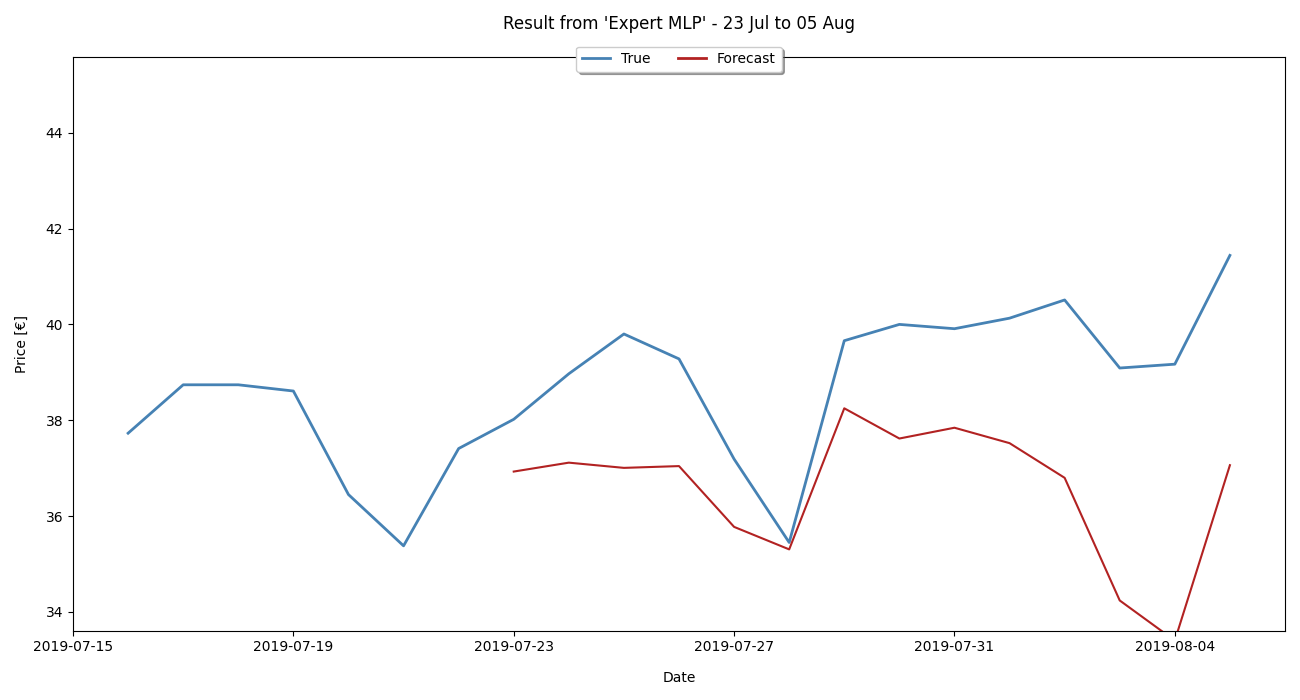 Result from 'Expert MLP' - 23 Jul to 05 Aug
True Forecast
44
42
40
38
36
34
Price [€]
2019-07-15 2019-07-19 2019-07-23 2019-07-27 2019-07-31 2019-08-04
Date